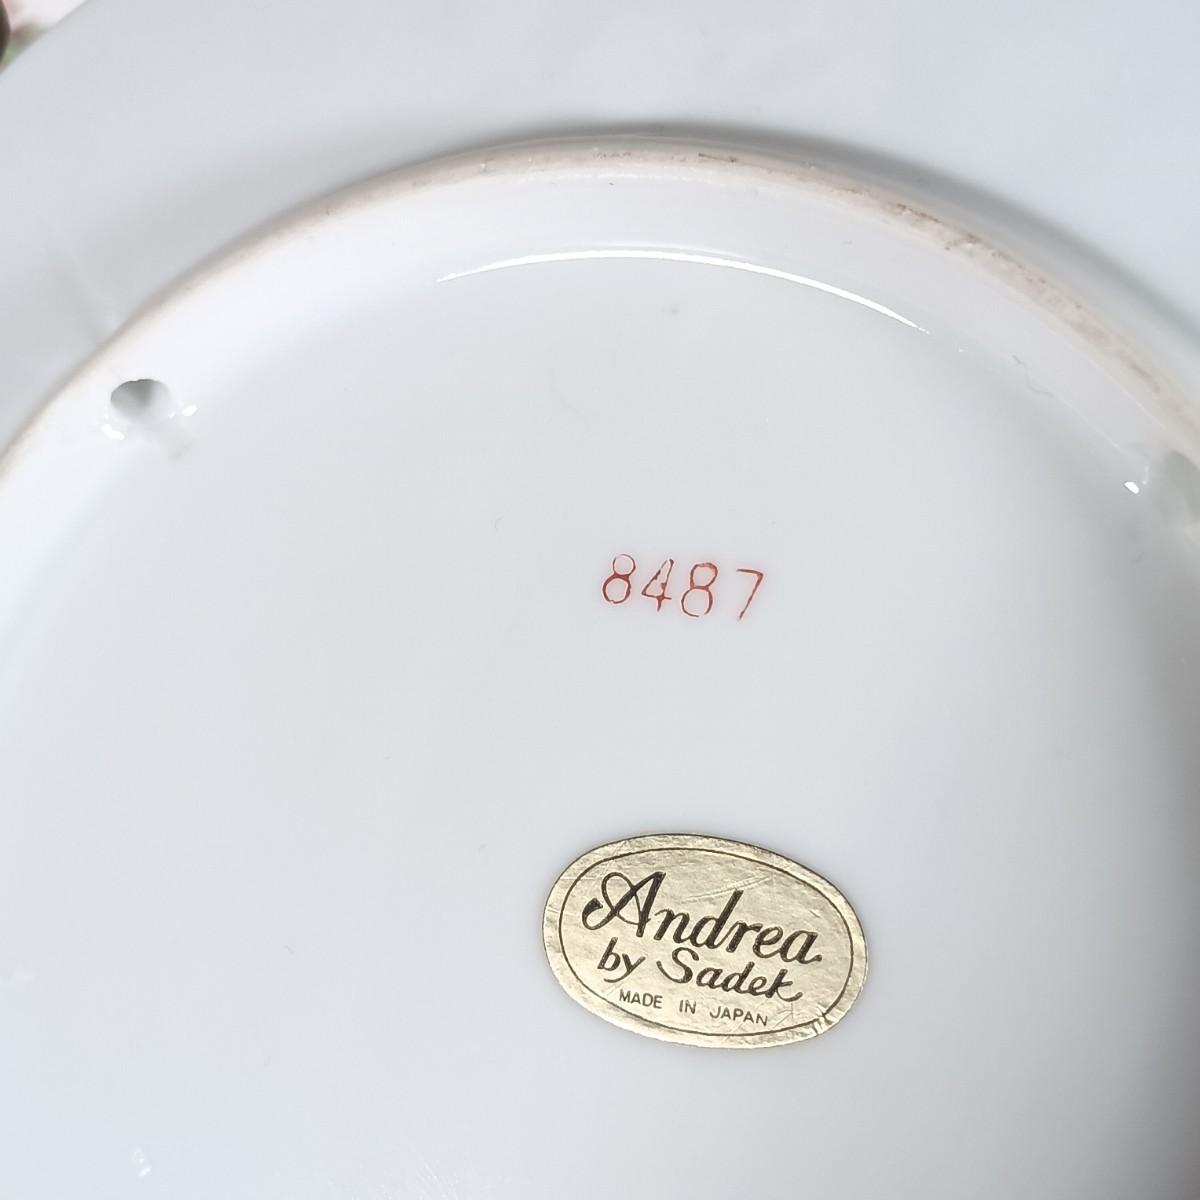 8487
Andrea
by Sadek
MADE IN JAPAN